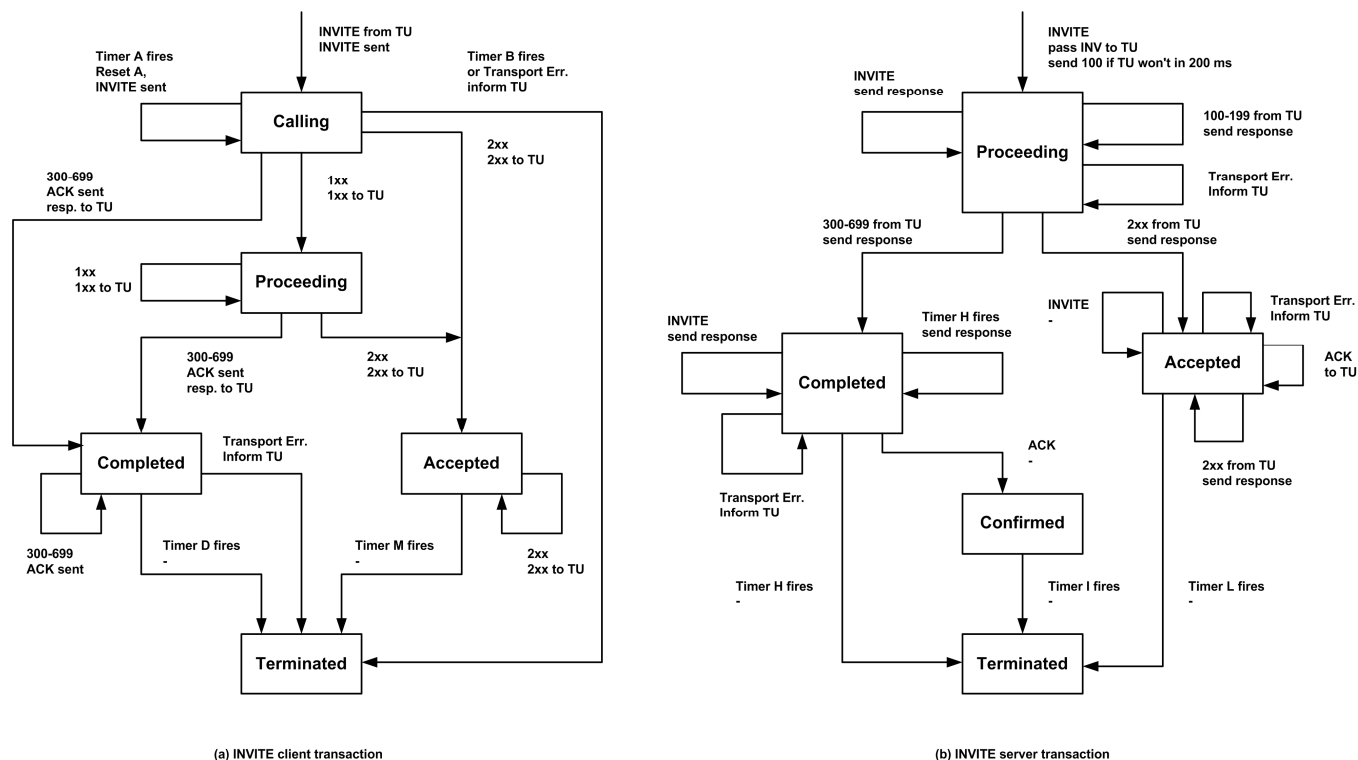 INVITE from TU
INVITE sent
Timer A fires
Reset A,
INVITE sent
Timer B fires
or Transport Err.
inform TU
Calling
2xx
2xx to TU
300-699
ACK sent
resp. to TU
1xx
1xx to TU
1xx
1xx to TU
Proceeding
300-699
ACK sent
resp. to TU
2xx
2xx to TU
Transport Err.
Inform TU
Completed
Accepted
300-699
ACK sent
Timer D fires
-
Timer M fires
-
2xx
2xx to TU
Terminated
(a) INVITE client transaction
INVITE
pass INV to TU
send 100 if TU won't in 200 ms
INVITE
send response
100-199 from TU
send response
Proceeding
Transport Err.
Inform TU
300-699 from TU
send response
2xx from TU
send response
INVITE
-
Transport Err.
Inform TU
INVITE
send response
Timer H fires
send response
Accepted
ACK
to TU
Completed
ACK
-
2xx from TU
send response
Transport Err.
Inform TU
Confirmed
Timer H fires
-
Timer I fires
-
Timer L fires
-
Terminated
(b) INVITE server transaction